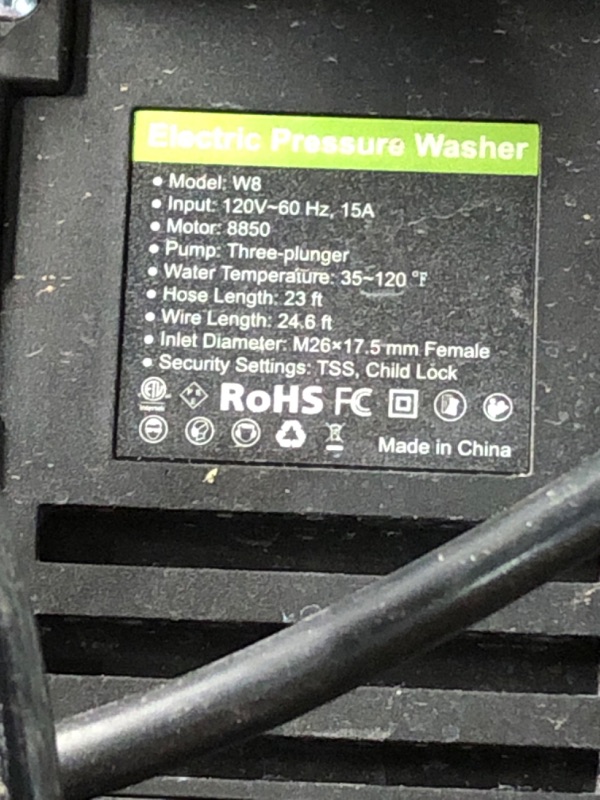 Electric Pressure Washer
• Model: W8
• Input: 120V~60 Hz, 15A
• Motor: 8850
• Pump: Three-plunger
• Water Temperature: 35~120 °F
• Hose Length: 23 ft
• Wire Length: 24.6 ft
• Inlet Diameter: M26×17.5 mm Female
• Security Settings: TSS, Child Lock
ETL RoHS FC
Made in China